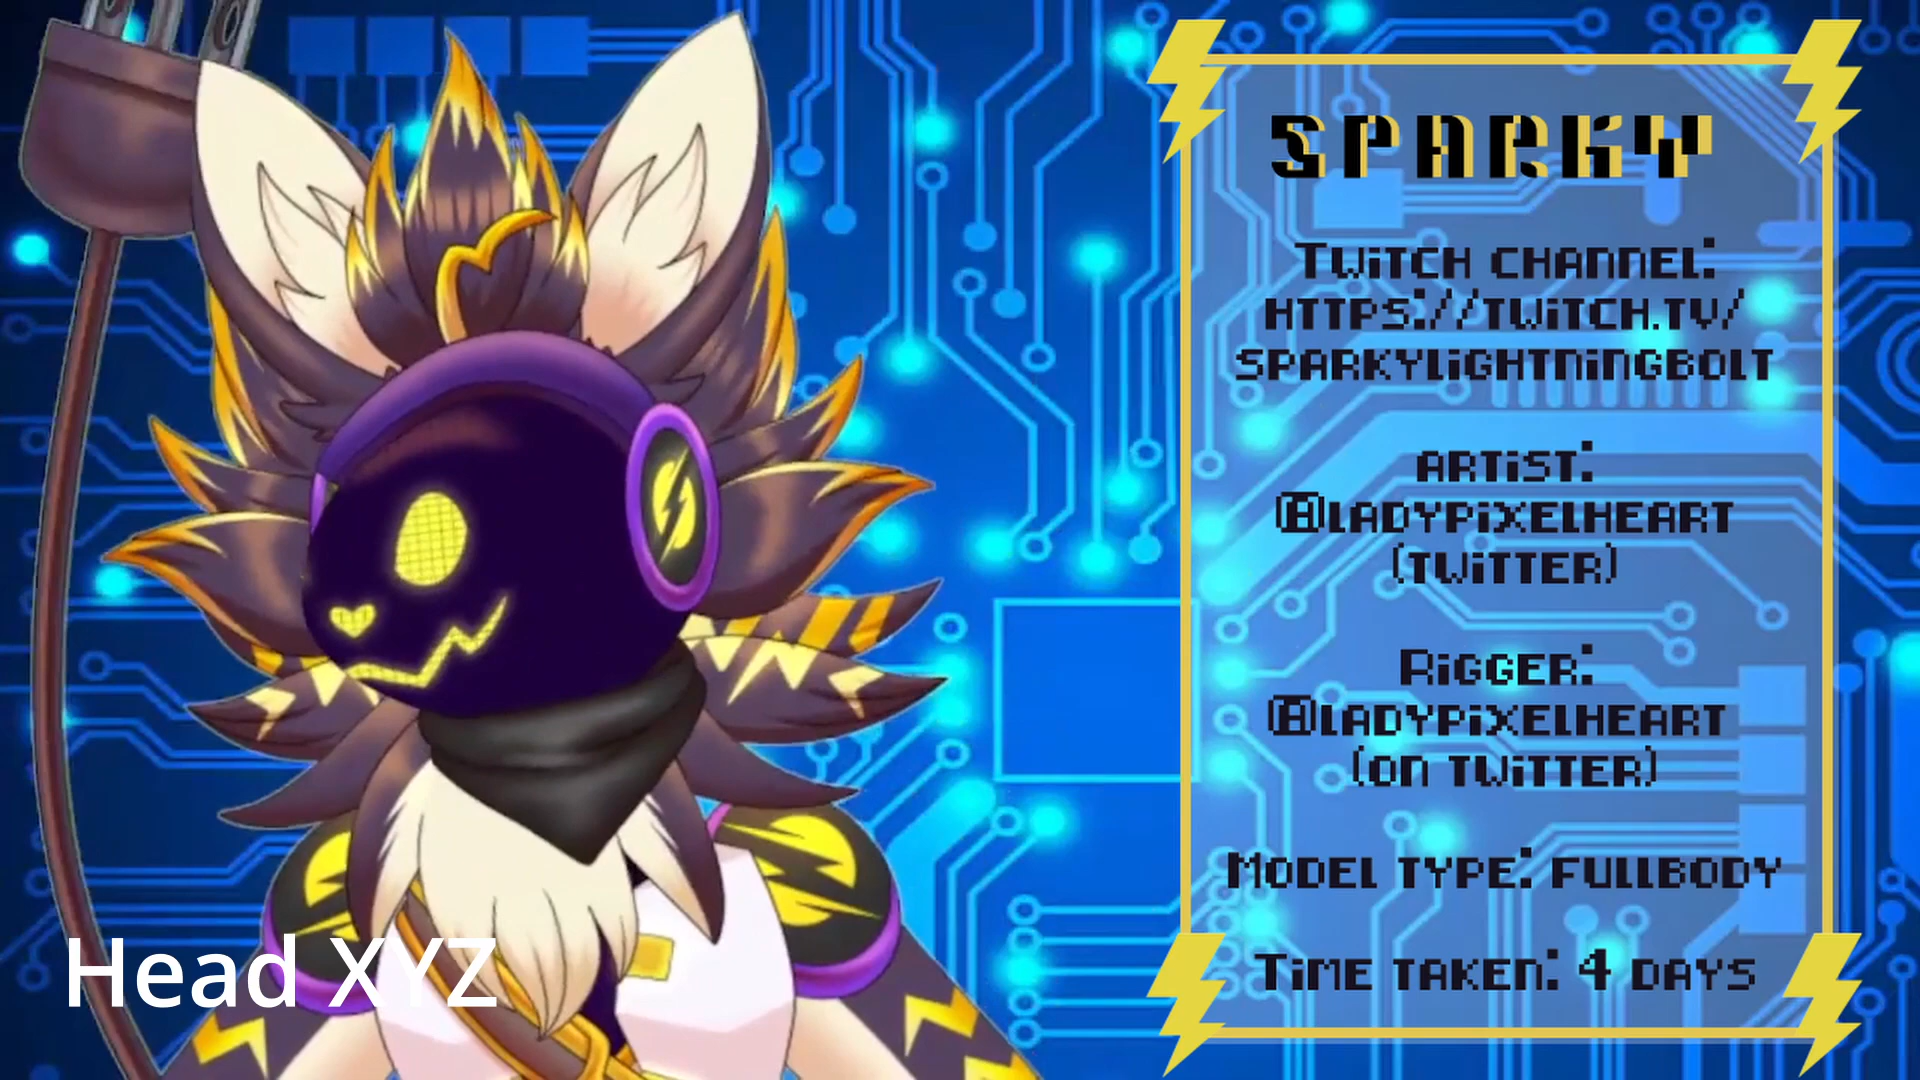 SPARKY
TWiTCH CHANNEL:
HTTPS://TWiTCH.TV/
SPARKYLiGHTNiNGBOLT
ARTiST:
@LADYPiXELHEART
(TWiTTER)
RiGGER:
@LADYPiXELHEART
(ON TWiTTER)
MODEL TYPE: FULLBODY
TiME TAKEN: 4 DAYS
Head XYZ